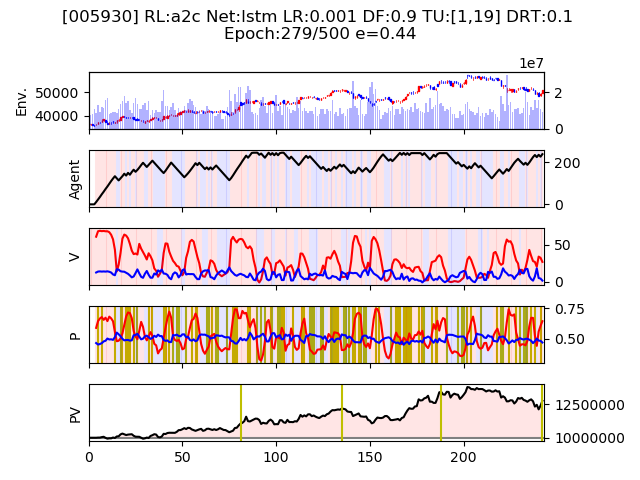 [005930] RL:a2c Net:lstm LR:0.001 DF:0.9 TU:[1,19] DRT:0.1
Epoch:279/500 e=0.44
1e7
Env.
50000
40000
2
0
Agent
200
0
V
50
0
P
0.75
0.50
PV
12500000
10000000
0 50 100 150 200